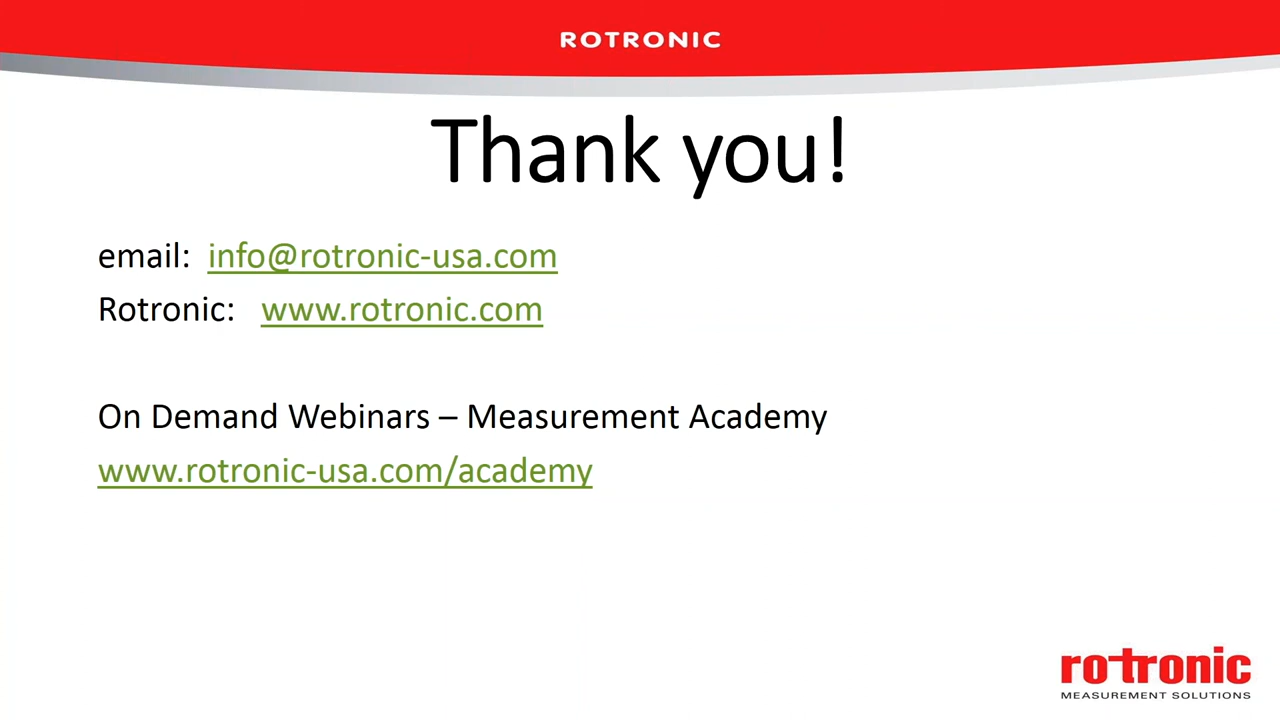 ROTRONIC
Thank you!
email: info@rotronic-usa.com
Rotronic: www.rotronic.com
On Demand Webinars – Measurement Academy
www.rotronic-usa.com/academy
rotronic
MEASUREMENT SOLUTIONS